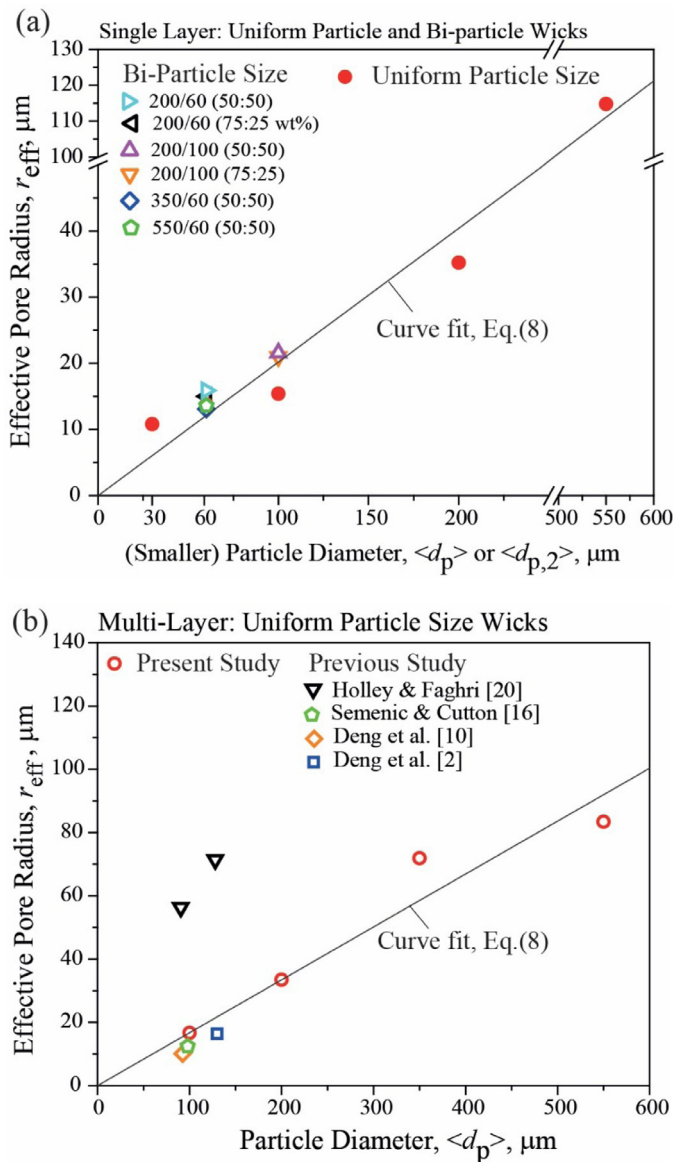 (a)
Single Layer: Uniform Particle and Bi-particle Wicks
Bi-Particle Size
Uniform Particle Size
200/60 (50:50)
200/60 (75:25 wt%)
200/100 (50:50)
200/100 (75:25)
350/60 (50:50)
550/60 (50:50)
Curve fit, Eq.(8)
Effective Pore Radius, reff, μm
130
120
110
100
40
30
20
10
0
0 30 60 100 150 200 500 550 600
(Smaller) Particle Diameter, <dp> or <dp,2>, μm
(b)
Multi-Layer: Uniform Particle Size Wicks
Present Study
Previous Study
Holley & Faghri [20]
Semenic & Cutton [16]
Deng et al. [10]
Deng et al. [2]
Curve fit, Eq.(8)
Effective Pore Radius, reff, μm
140
120
100
80
60
40
20
0
0 100 200 300 400 500 600
Particle Diameter, <dp>, μm